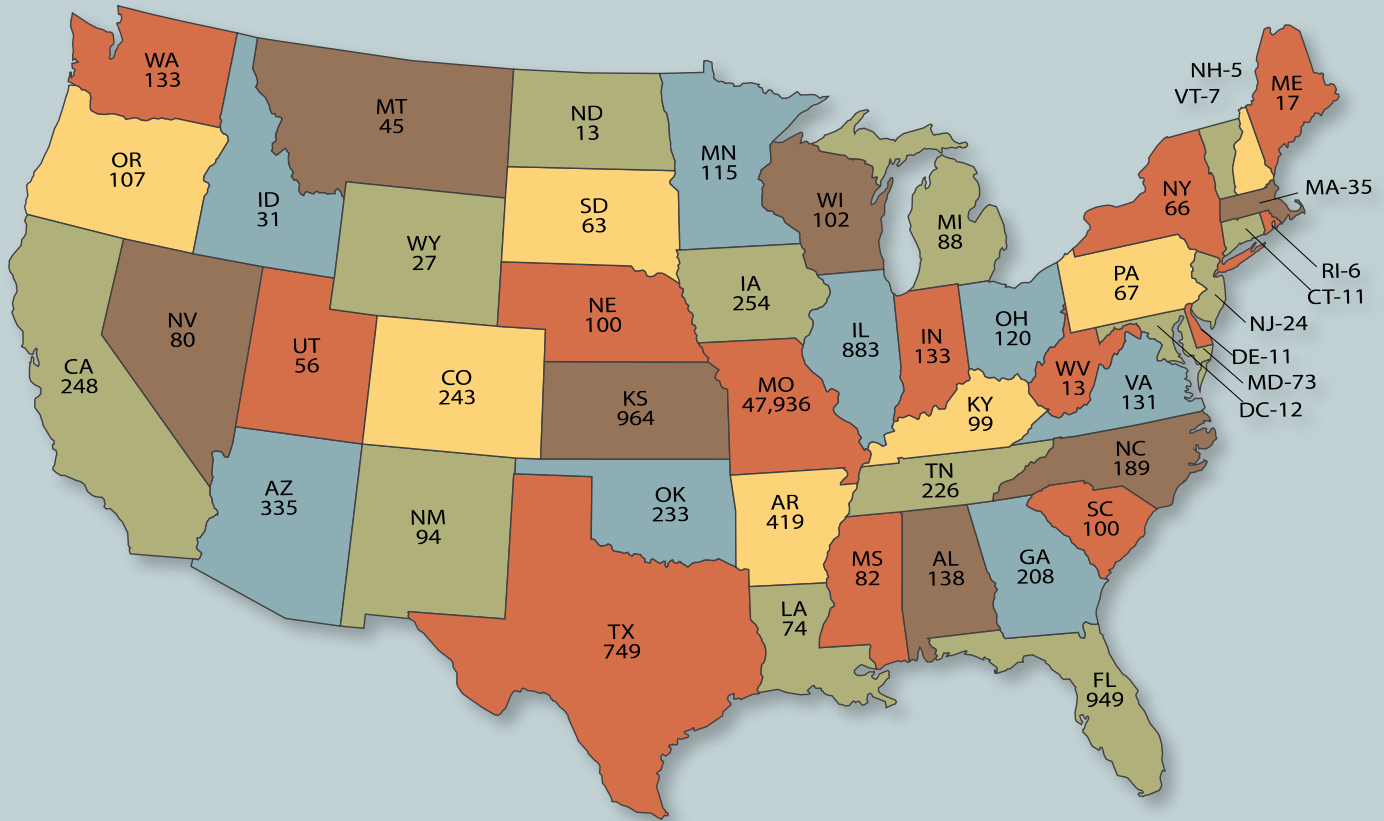 WA
133
OR
107
CA
248
NV
80
ID
31
MT
45
WY
27
UT
56
AZ
335
CO
243
NM
94
ND
13
SD
63
NE
100
KS
964
OK
233
TX
749
MN
115
IA
254
MO
47,936
AR
419
LA
74
WI
102
IL
883
MI
88
IN
133
OH
120
KY
99
TN
226
MS
82
AL
138
GA
208
FL
949
SC
100
NC
189
VA
131
WV
13
PA
67
NY
66
NH-5
VT-7
ME
17
MA-35
RI-6
CT-11
NJ-24
DE-11
MD-73
DC-12